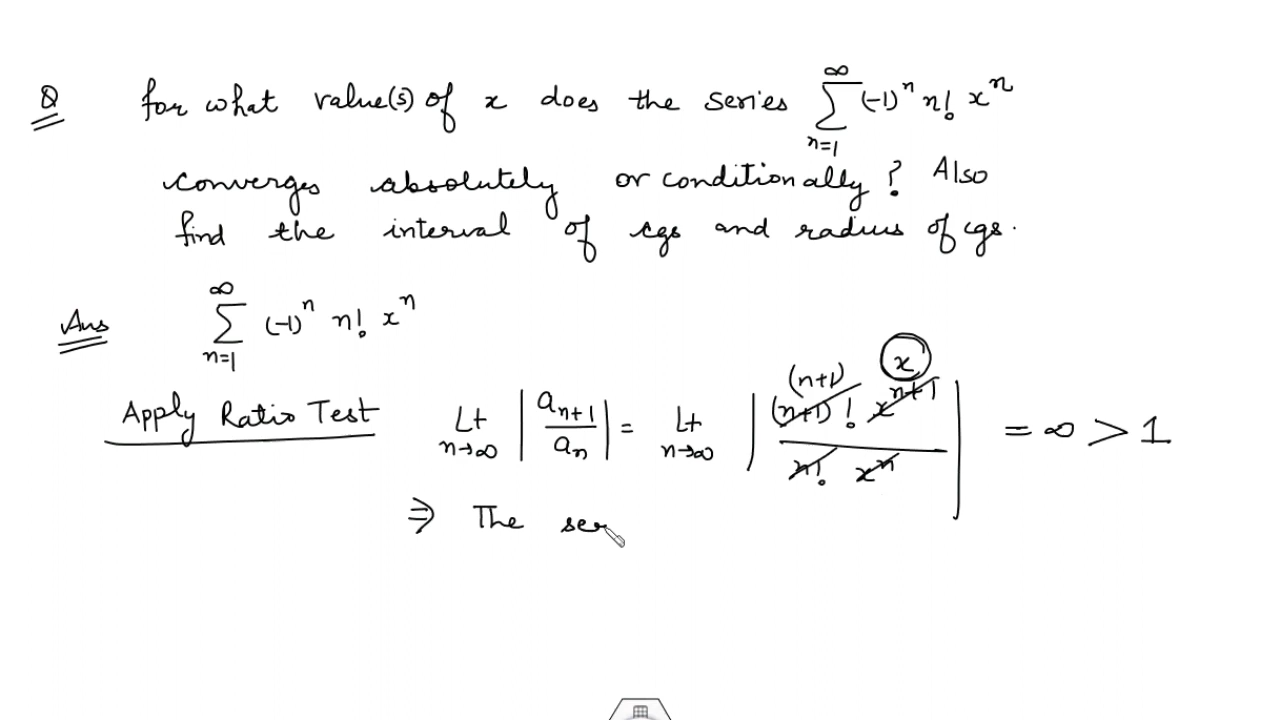 Q for what value(s) of x does the series ∑_{n=1}^{∞} (-1)^n n! x^n
converges absolutely or conditionally? Also
find the interval of cgs and radius of cgs.
Ans ∑_{n=1}^{∞} (-1)^n n! x^n
Apply Ratio Test Lt_{n→∞} |a_{n+1}/a_n| = Lt_{n→∞} |(n+1) (n+1)! x x^{n+1} / n! x^n| = ∞ > 1
⇒ The ser